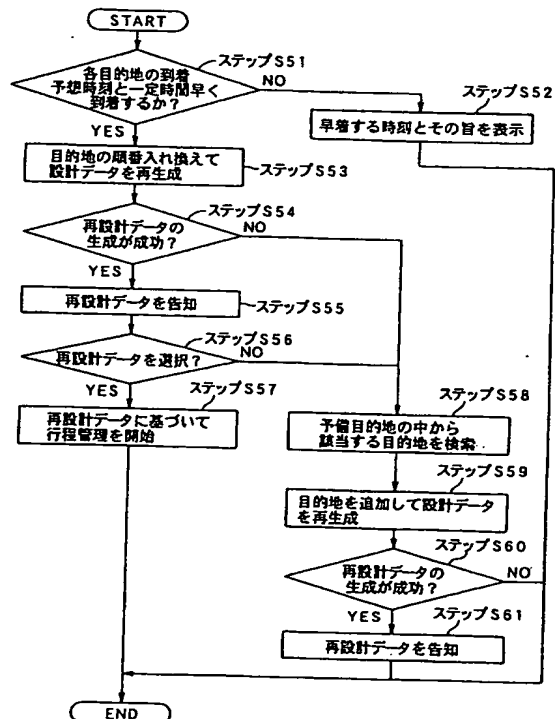 START
ステップS51
各目的地の到着
予想時刻と一定時間早く
到着するか?
NO
YES
ステップS52
早着する時刻とその旨を表示
目的地の順番入れ換えて
設計データを再生成
ステップS53
ステップS54
再設計データの
生成が成功?
NO
YES
再設計データを告知
ステップS55
ステップS56
再設計データを選択?
NO
YES
ステップS57
再設計データに基づいて
行程管理を開始
ステップS58
予備目的地の中から
該当する目的地を検索
ステップS59
目的地を追加して設計データ
を再生成
ステップS60
再設計データの
生成が成功?
NO
YES
ステップS61
再設計データを告知
END